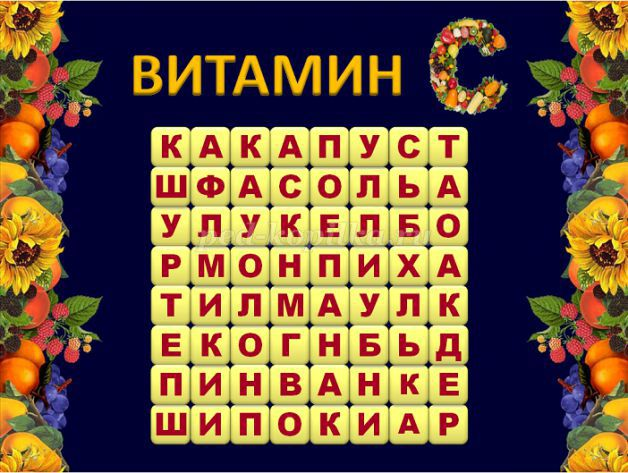 ВИТАМИН С
К А К А П У С Т
Ш Ф А С О Л Ь А
У Л У К Е Л Б О
Р М О Н П И Х А
Т И Л М А У Л К
Е К О Г Н Б Ь Д
П И Н В А Н К Е
Ш И П О К И А Р
ped-kopilka.ru